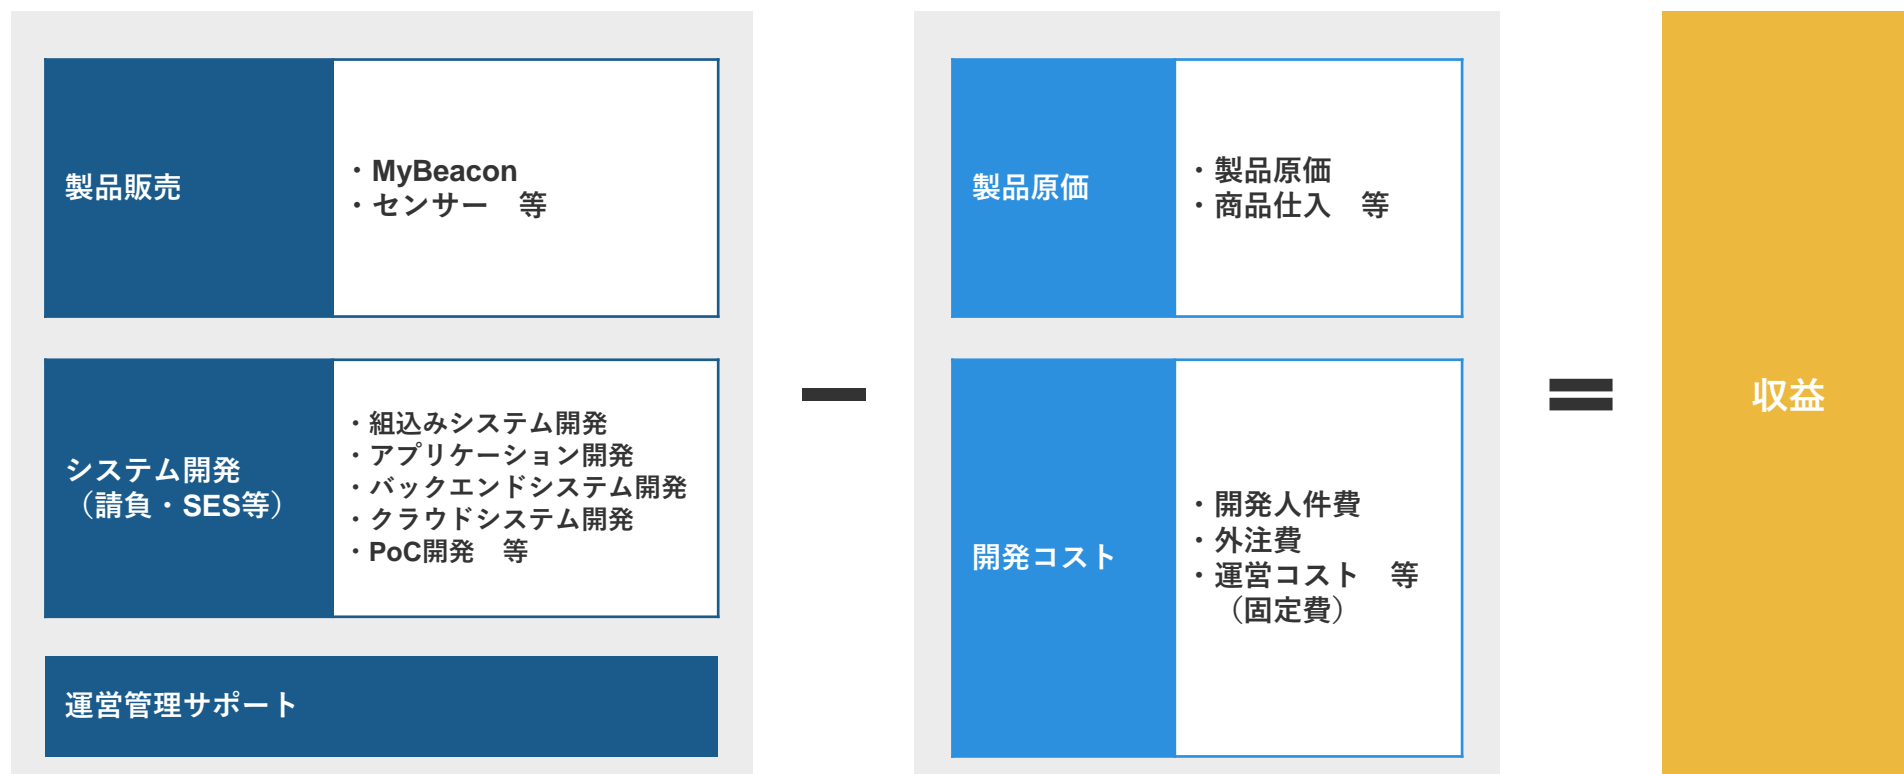 製品販売
・MyBeacon
・センサー　等
システム開発
（請負・SES等）
・組込みシステム開発
・アプリケーション開発
・バックエンドシステム開発
・クラウドシステム開発
・PoC開発　等
運営管理サポート
製品原価
・製品原価
・商品仕入　等
開発コスト
・開発人件費
・外注費
・運営コスト　等
（固定費）
収益